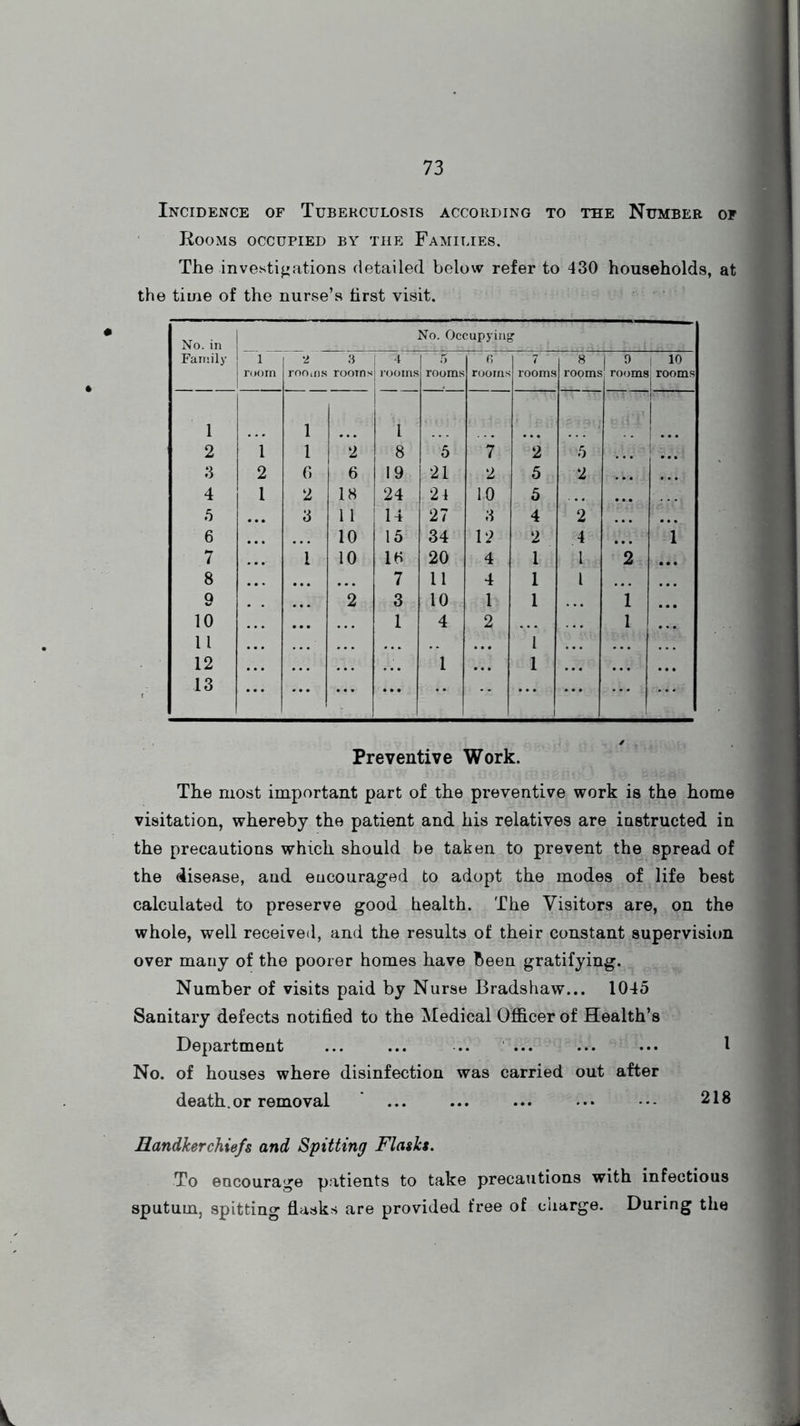 73
INCIDENCE OF TUBERCULOSIS ACCORDING TO THE NUMBER OF
ROOMS OCCUPIED BY THE FAMILIES.
The investigations detailed below refer to 430 households, at
the time of the nurse's first visit.
No. in Family | No. Occupying
1 room | 2 rooms | 3 rooms | 4 rooms | 5 rooms | 6 rooms | 7 rooms | 8 rooms | 9 rooms | 10 rooms
1 | ... | 1 | ... | 1 | ... | ... | ... | ... | .. | ...
2 | 1 | 1 | 2 | 8 | 5 | 7 | 2 | 5 | ... | ...
3 | 2 | 6 | 6 | 19 | 21 | 2 | 5 | 2 | ... | ...
4 | 1 | 2 | 18 | 24 | 24 | 10 | 5 | .. | ... | ...
5 | ... | 3 | 11 | 14 | 27 | 3 | 4 | 2 | ... | ...
6 | ... | ... | 10 | 15 | 34 | 12 | 2 | 4 | ... | 1
7 | ... | 1 | 10 | 16 | 20 | 4 | 1 | 1 | 2 | ...
8 | ... | ... | ... | 7 | 11 | 4 | 1 | 1 | ... | ...
9 | . . | ... | 2 | 3 | 10 | 1 | 1 | ... | 1 | ...
10 | ... | ... | ... | 1 | 4 | 2 | ... | ... | 1 | ...
11 | ... | ... | ... | ... | .. | ... | 1 | ... | ... | ...
12 | ... | ... | ... | ... | 1 | ... | 1 | ... | ... | ...
13 | ... | ... | ... | ... | .. | .. | ... | ... | ... | ...
Preventive Work.
The most important part of the preventive work is the home
visitation, whereby the patient and his relatives are instructed in
the precautions which should be taken to prevent the spread of
the disease, and encouraged to adopt the modes of life best
calculated to preserve good health. The Visitors are, on the
whole, well received, and the results of their constant supervision
over many of the poorer homes have been gratifying.
Number of visits paid by Nurse Bradshaw... 1045
Sanitary defects notified to the Medical Officer of Health's
Department ... ... ... ... ... ... 1
No. of houses where disinfection was carried out after
death.or removal ... ... ... ... ... 218
Handkerchiefs and Spitting Flasks.
To encourage patients to take precautions with infectious
sputum, spitting flasks are provided free of charge. During the